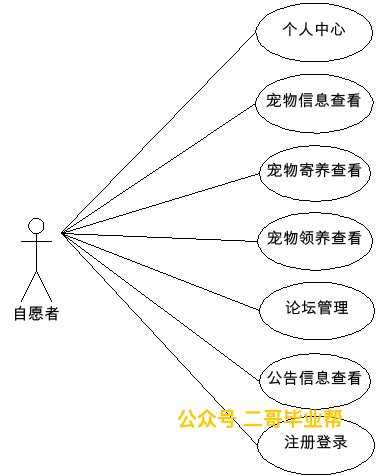 个人中心
宠物信息查看
宠物寄养查看
宠物领养查看
自愿者
论坛管理
公告信息查看
公众号 二哥毕业帮
注册登录